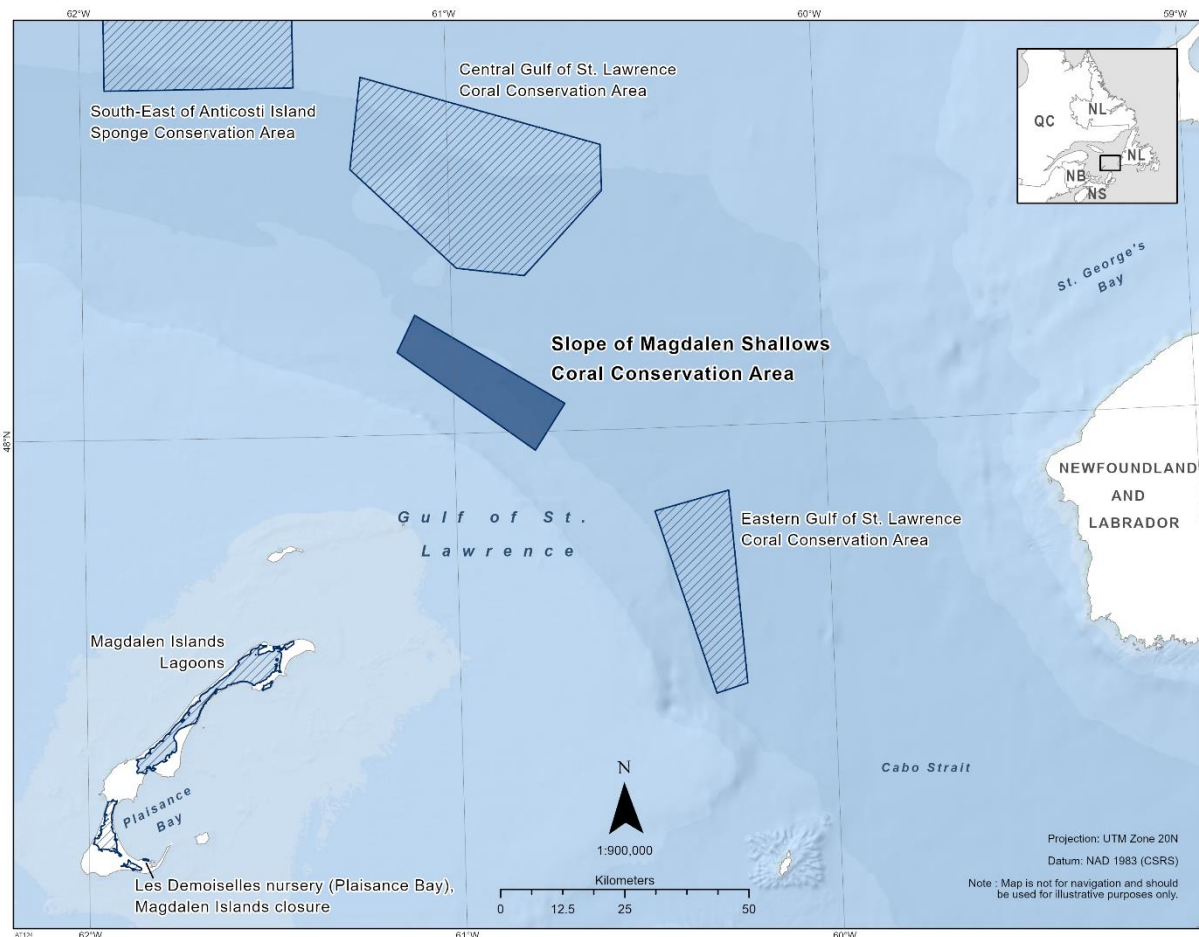 62°W
61°W
60°W
59°W
South-East of Anticosti Island
Sponge Conservation Area
Central Gulf of St. Lawrence
Coral Conservation Area
QC
NL
NL
NB
NS
St. George's
Bay
Slope of Magdalen Shallows
Coral Conservation Area
48°N
NEWFOUNDLAND
AND
LABRADOR
Gulf of St.
Lawrence
Eastern Gulf of St. Lawrence
Coral Conservation Area
Magdalen Islands
Lagoons
Cabo Strait
Plaisance
Bay
N
1:900,000
Kilometers
0 12.5 25 50
Les Demoiselles nursery (Plaisance Bay),
Magdalen Islands closure
Projection: UTM Zone 20N
Datum: NAD 1983 (CSRS)
Note : Map is not for navigation and should
be used for illustrative purposes only.
62°W
61°W
60°W